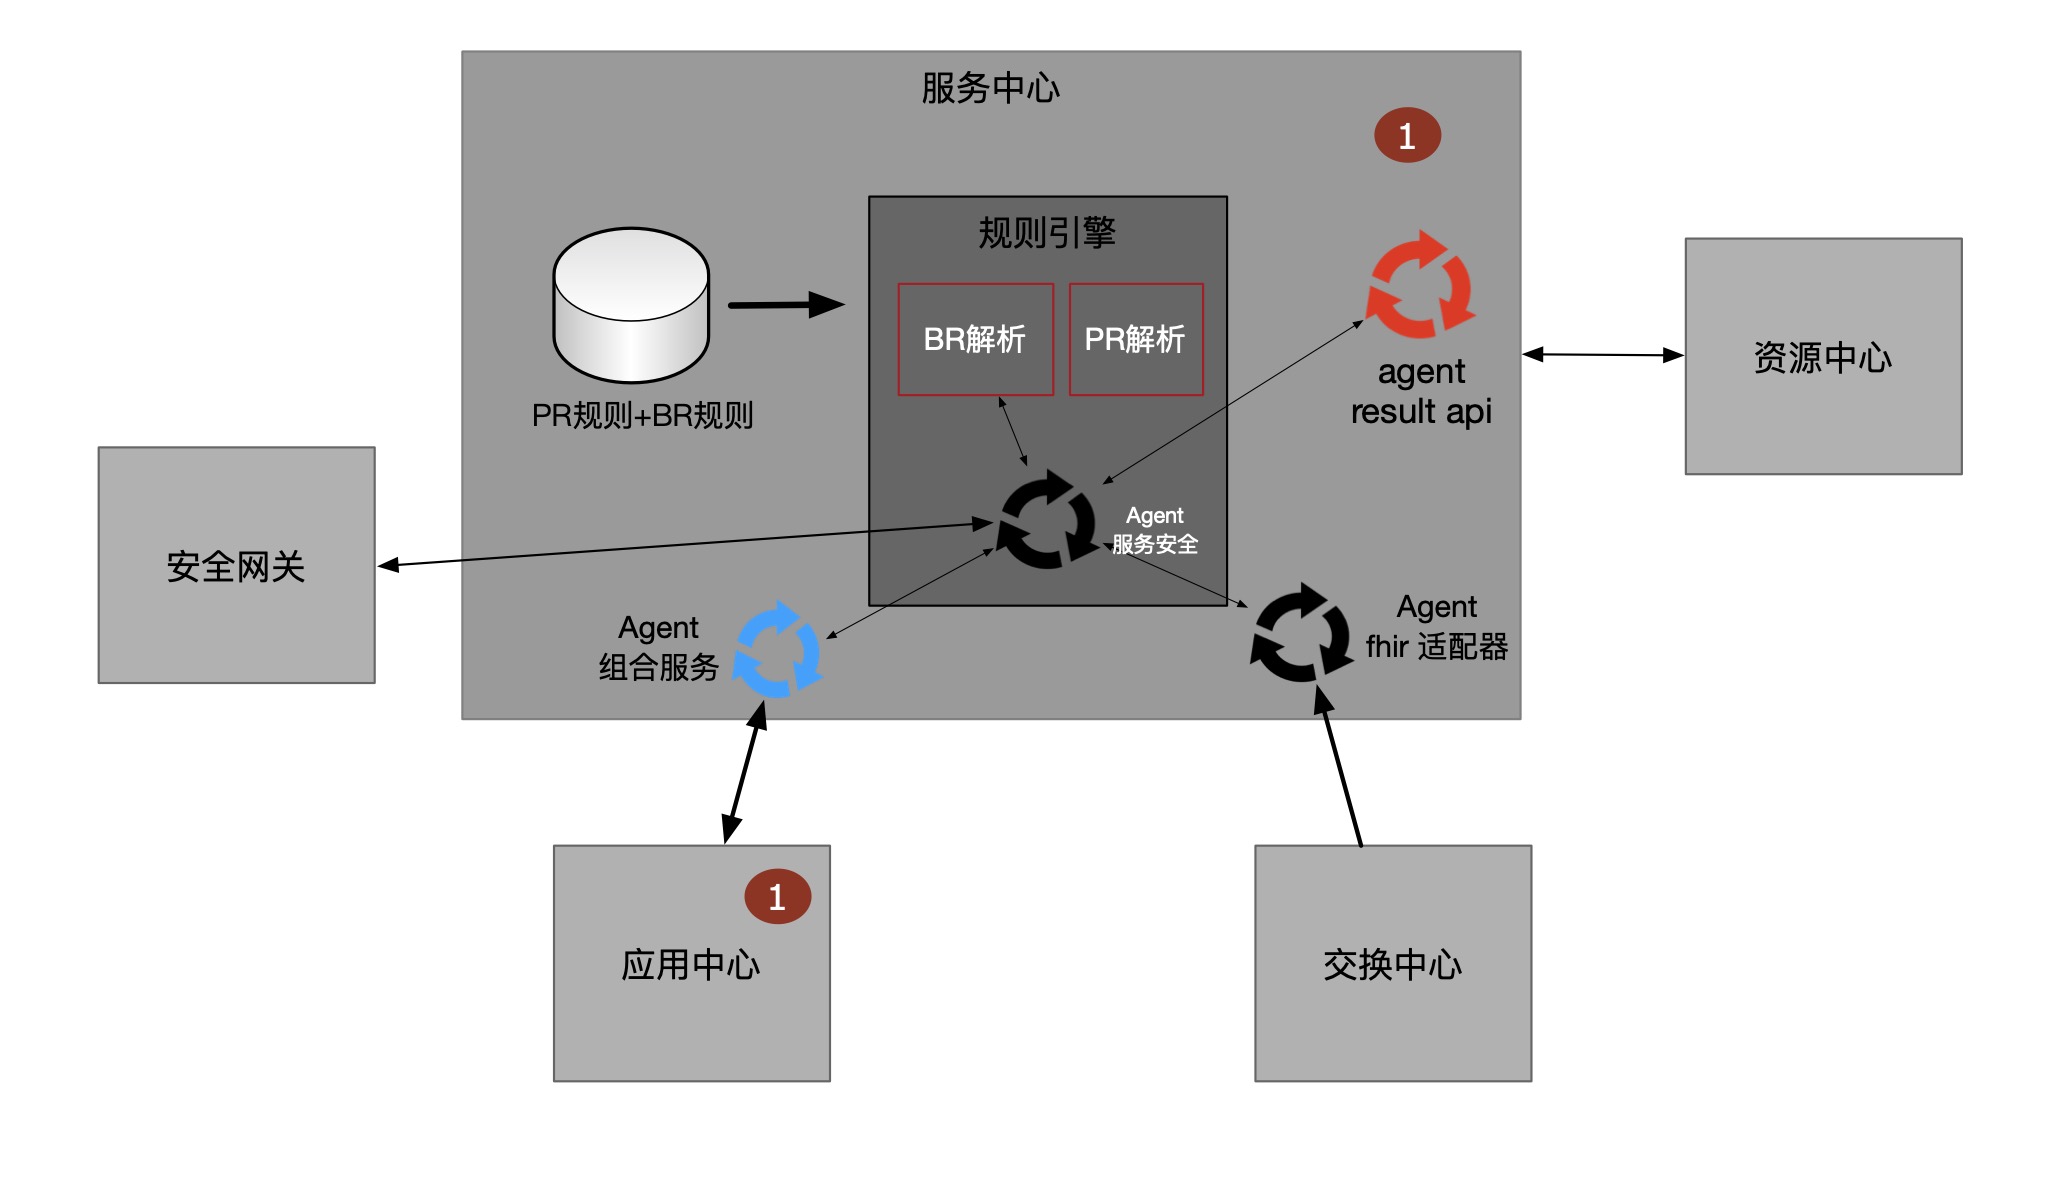 服务中心
1
规则引擎
BR解析
PR解析
PR规则+BR规则
agent
result api
资源中心
Agent
服务安全
安全网关
Agent
组合服务
Agent
fhir 适配器
1
应用中心
交换中心